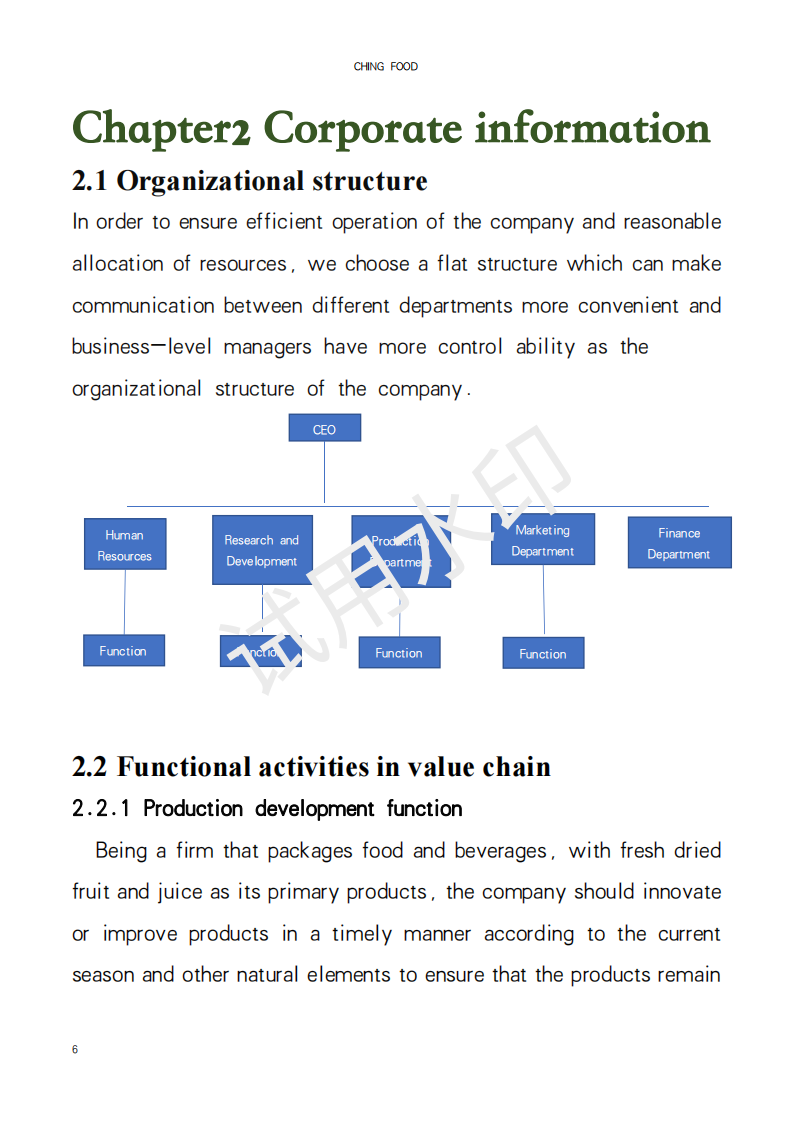 CHING FOOD
Chapter2 Corporate information
2.1 Organizational structure
In order to ensure efficient operation of the company and reasonable
allocation of resources, we choose a flat structure which can make
communication between different departments more convenient and
business—level managers have more control ability as the
organizational structure of the company.
CEO
Human
Resources
Research and
Development
Production
Department
Marketing
Department
Finance
Department
Function
Function
Function
Function
试用水印
2.2 Functional activities in value chain
2.2.1 Production development function
Being a firm that packages food and beverages, with fresh dried
fruit and juice as its primary products, the company should innovate
or improve products in a timely manner according to the current
season and other natural elements to ensure that the products remain
6